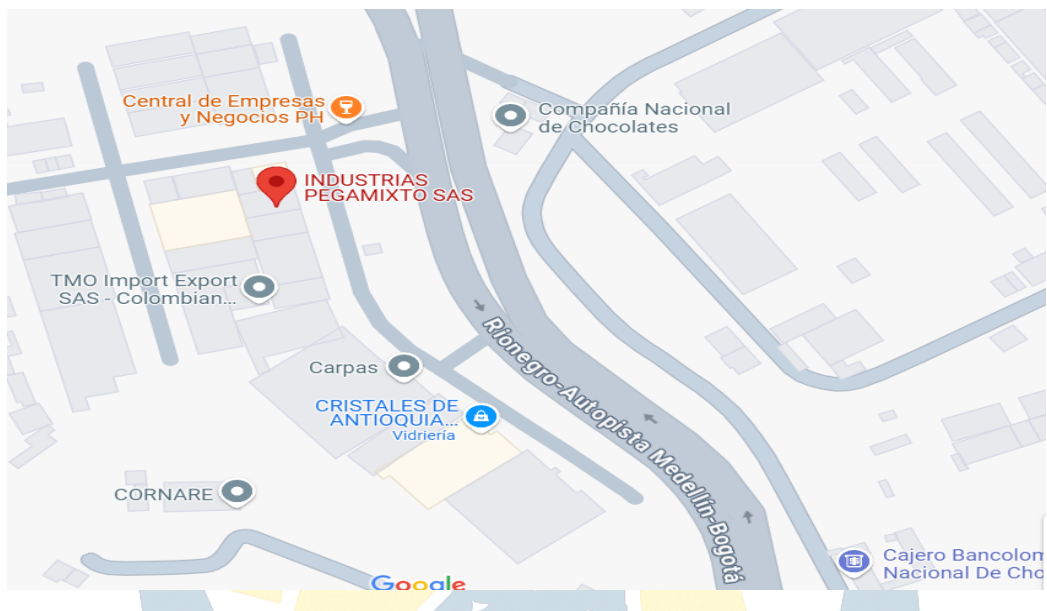 Central de Empresas
y Negocios PH
Compañía Nacional
de Chocolates
INDUSTRIAS
PEGAMIXTO SAS
TMO Import Export
SAS - Colombian...
Rionegro-Autopista Medellín-Bogotá
Carpas
CRISTALES DE
ANTIOQUIA...
Vidriería
CORNARE
Cajero Bancolom
Nacional De Cho
Google